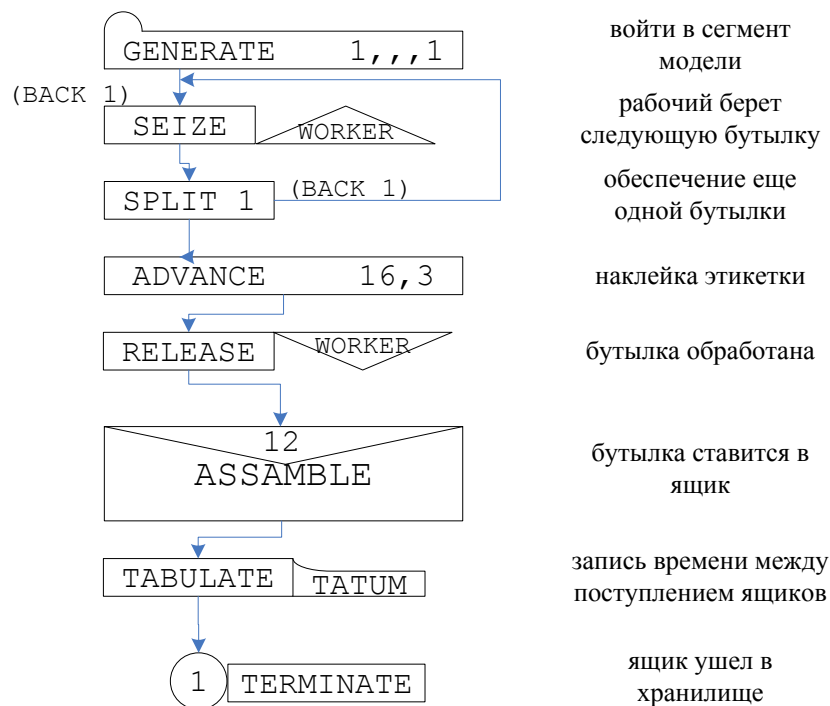 GENERATE 1,,,1
войти в сегмент
модели
(BACK 1)
SEIZE WORKER
рабочий берет
следующую бутылку
SPLIT 1 (BACK 1)
обеспечение еще
одной бутылки
ADVANCE 16,3
наклейка этикетки
RELEASE WORKER
бутылка обработана
12
ASSAMBLE
бутылка ставится в
ящик
TABULATE TATUM
запись времени между
поступлением ящиков
1 TERMINATE
ящик ушел в
хранилище